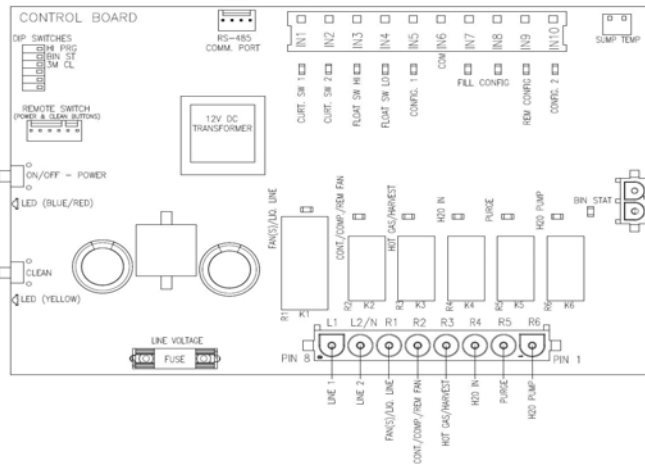 CONTROL BOARD
DIP SWITCHES
HI PRG
BIN ST
3M CL
RS-485
COMM. PORT
IN1 IN2 IN3 IN4 IN5 IN6 IN7 IN8 IN9 IN10
COM
SUMP TEMP
CURT. SW 1
CURT. SW 2
FLOAT SW HI
FLOAT SW LO
CONFIG. 1
FILL CONFIG
REM CONFIG
CONFIG. 2
REMOTE SWITCH
(POWER & CLEAN BUTTONS)
12V DC
TRANSFORMER
ON/OFF - POWER
LED (BLUE/RED)
CLEAN
LED (YELLOW)
FAN(S)/LIQ. LINE
CONT./COMP./REM FAN
HOT GAS/HARVEST
H20 IN
PURGE
H20 PUMP
BIN STAT
R1 K1
R2 K2
R3 K3
R4 K4
R5 K5
R6 K6
LINE VOLTAGE
FUSE
L1 L2/N R1 R2 R3 R4 R5 R6
PIN 8
PIN 1
LINE 1
LINE 2
FAN(S)/LIQ. LINE
CONT./COMP./REM FAN
HOT GAS/HARVEST
H20 IN
PURGE
H20 PUMP